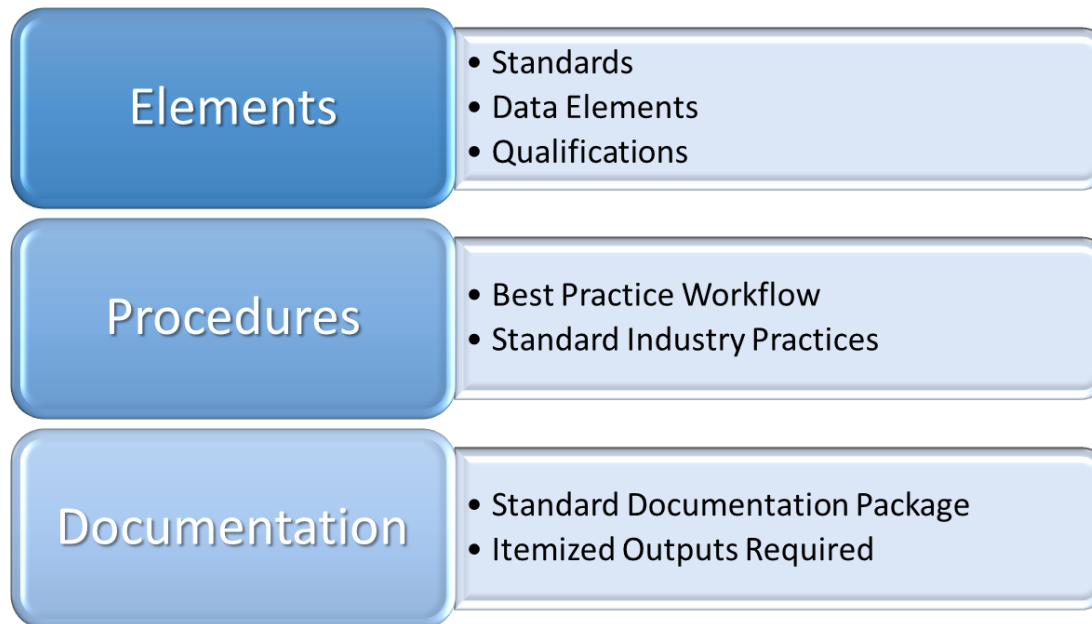 Elements
• Standards
• Data Elements
• Qualifications
Procedures
• Best Practice Workflow
• Standard Industry Practices
Documentation
• Standard Documentation Package
• Itemized Outputs Required